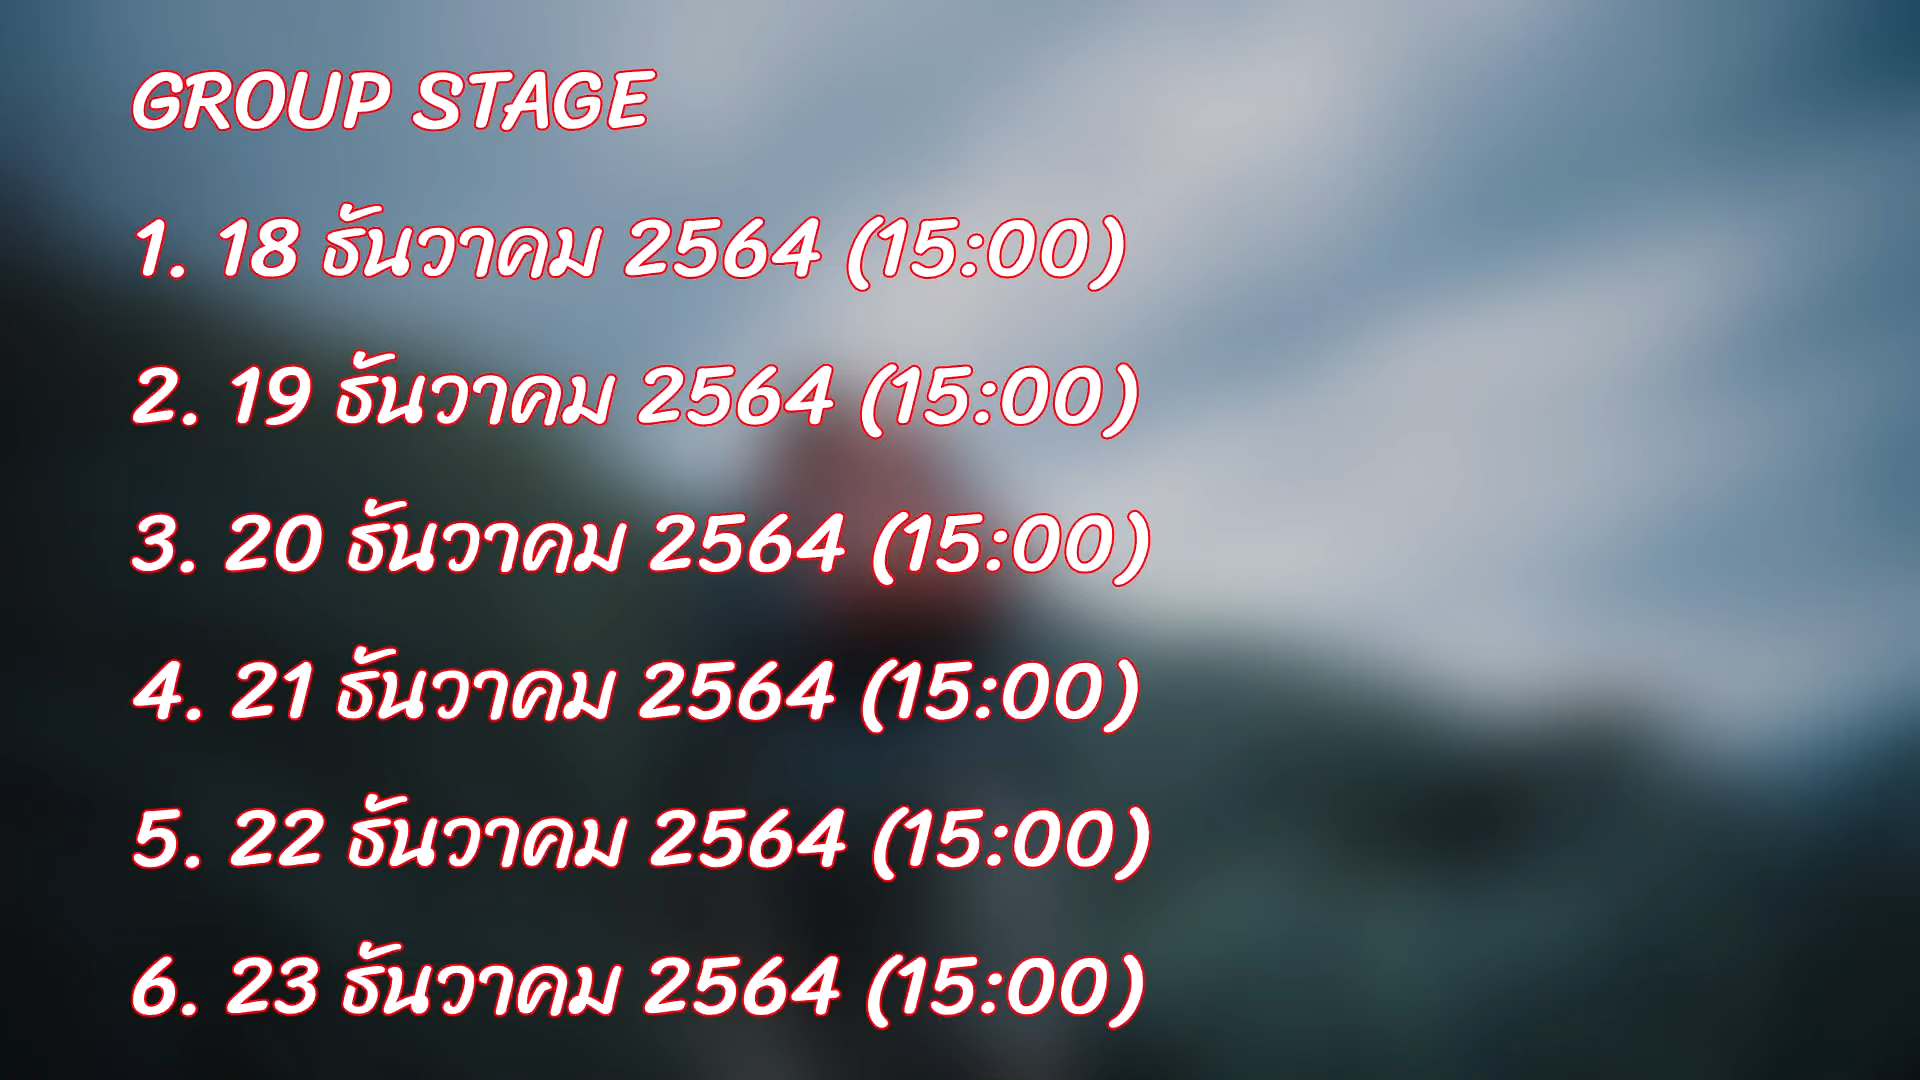 GROUP STAGE
1. 18 ธันวาคม 2564 (15:00)
2. 19 ธันวาคม 2564 (15:00)
3. 20 ธันวาคม 2564 (15:00)
4. 21 ธันวาคม 2564 (15:00)
5. 22 ธันวาคม 2564 (15:00)
6. 23 ธันวาคม 2564 (15:00)